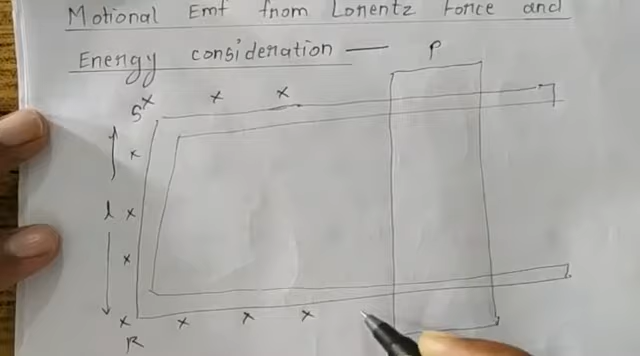 Motional Emf from Lorentz Force and
Energy consideration —
P
S x x x
x
l x
x
x x x x
R